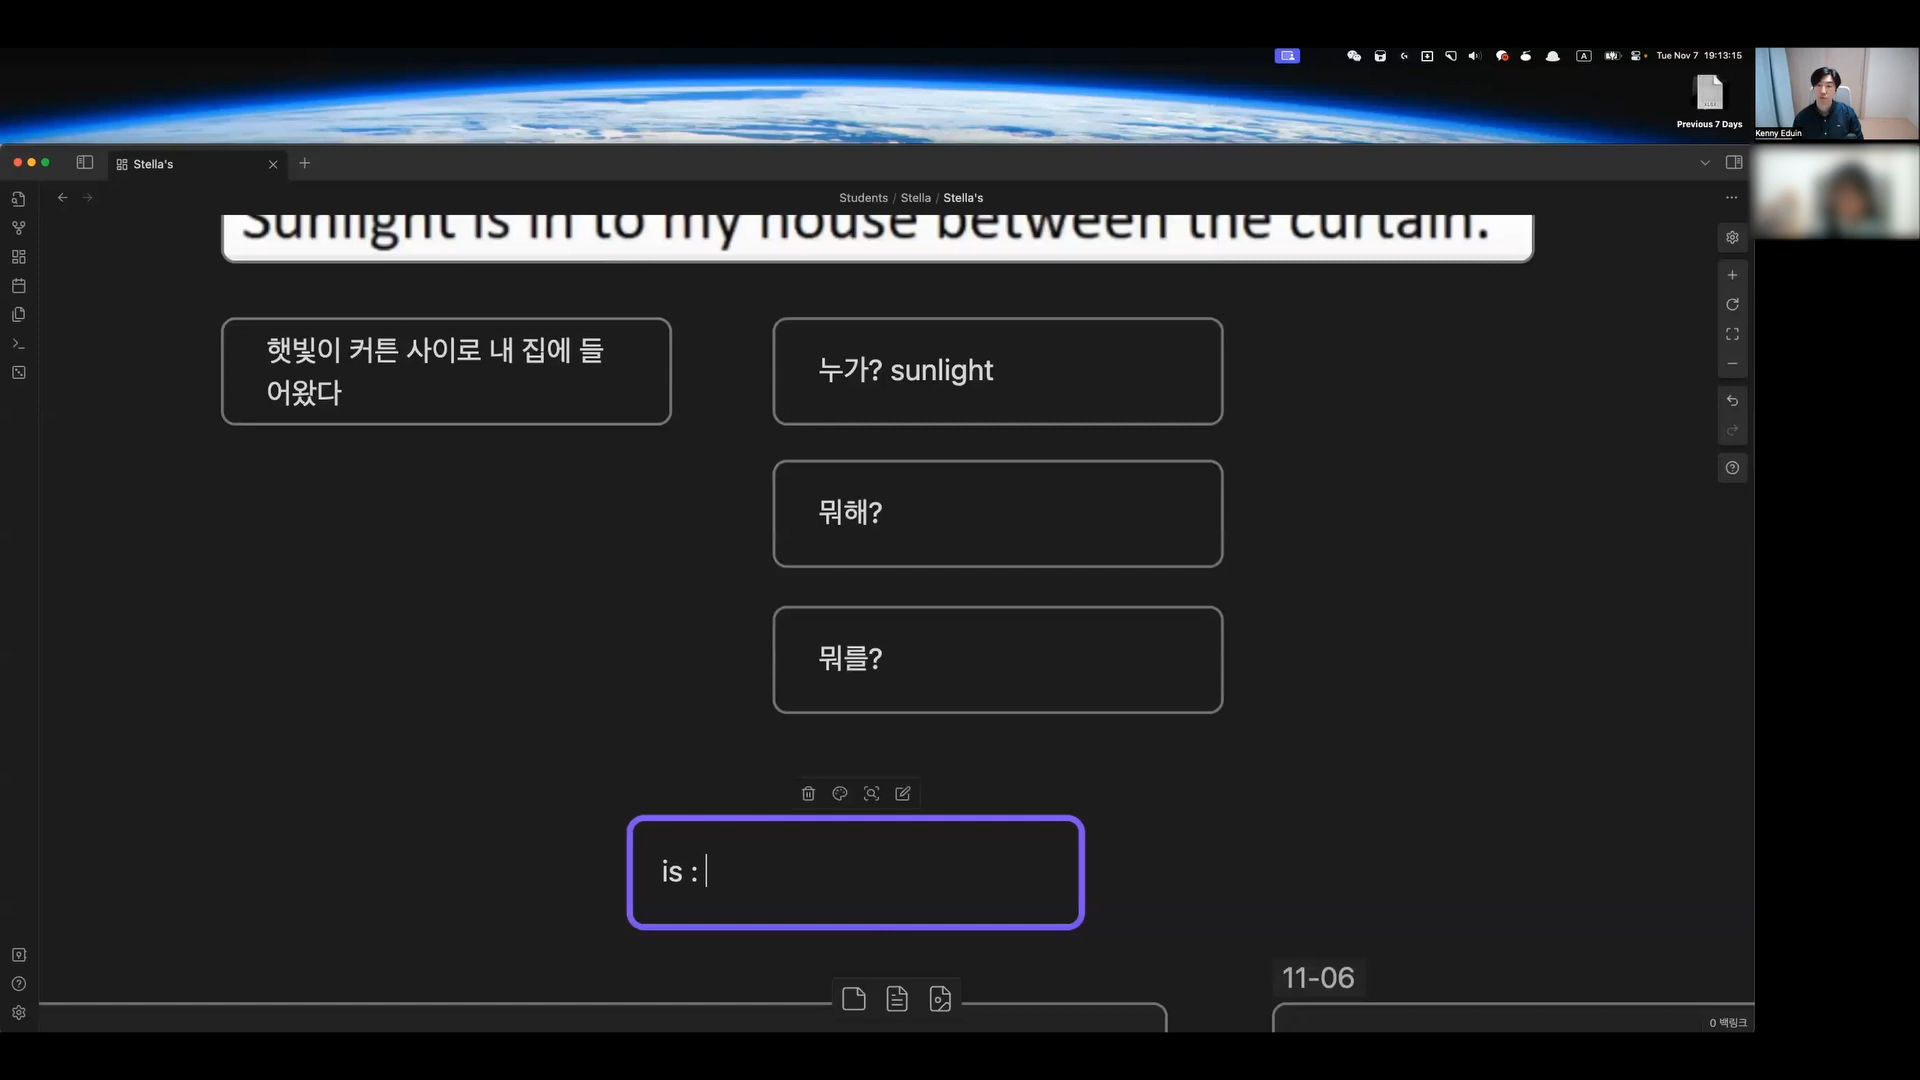 Tue Nov 7 19:13:15
Previous 7 Days
Kenny Eduin
Stella's
Students / Stella / Stella's
Sunlight is in to my house between the curtain.
햇빛이 커튼 사이로 내 집에 들
어왔다
누가? sunlight
뭐해?
뭐를?
is :
11-06
0 백링크